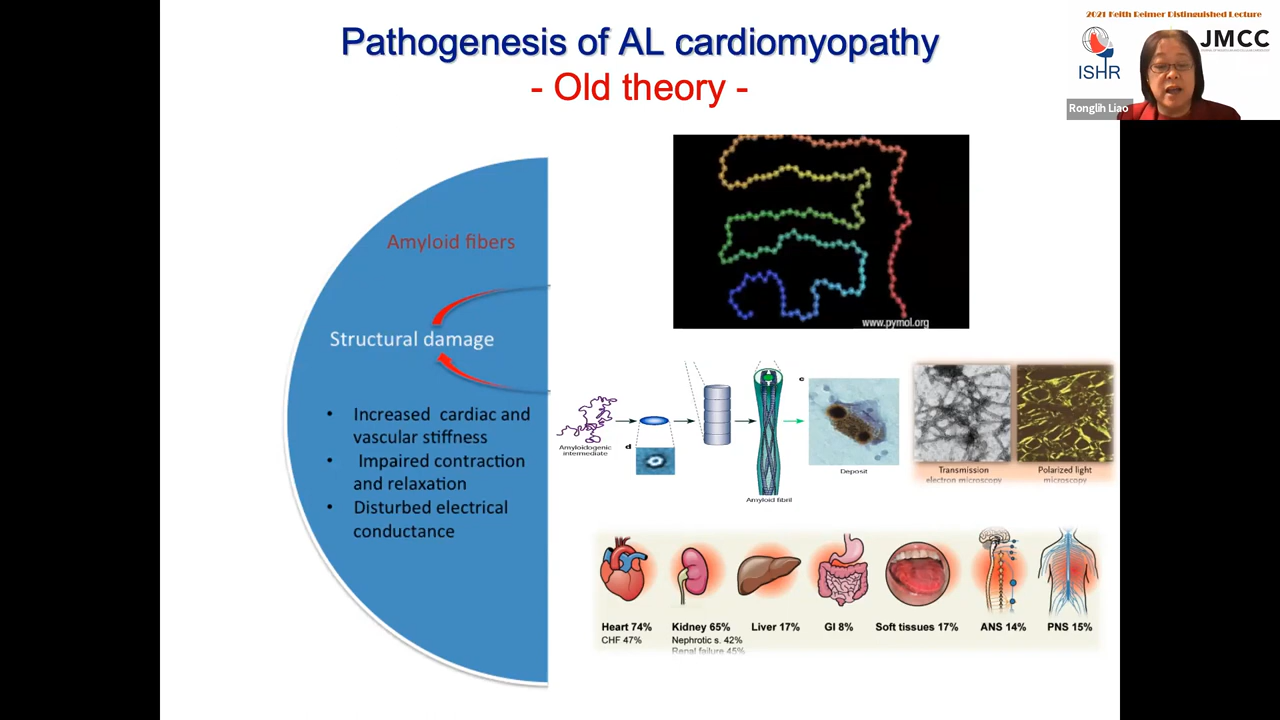 2021 Keith Reimer Distinguished Lecture
Pathogenesis of AL cardiomyopathy
- Old theory -
ISHR
JMCC
Ronglih Liao
Amyloid fibers
Structural damage
• Increased cardiac and
vascular stiffness
• Impaired contraction
and relaxation
• Disturbed electrical
conductance
www.pymol.org
Amyloidogenic
intermediate
d
Amyloid fibril
c
Deposit
Transmission
electron microscopy
Polarized light
microscopy
Heart 74%
CHF 47%
Kidney 65%
Nephrotic s. 42%
Renal failure 45%
Liver 17%
GI 8%
Soft tissues 17%
ANS 14%
PNS 15%